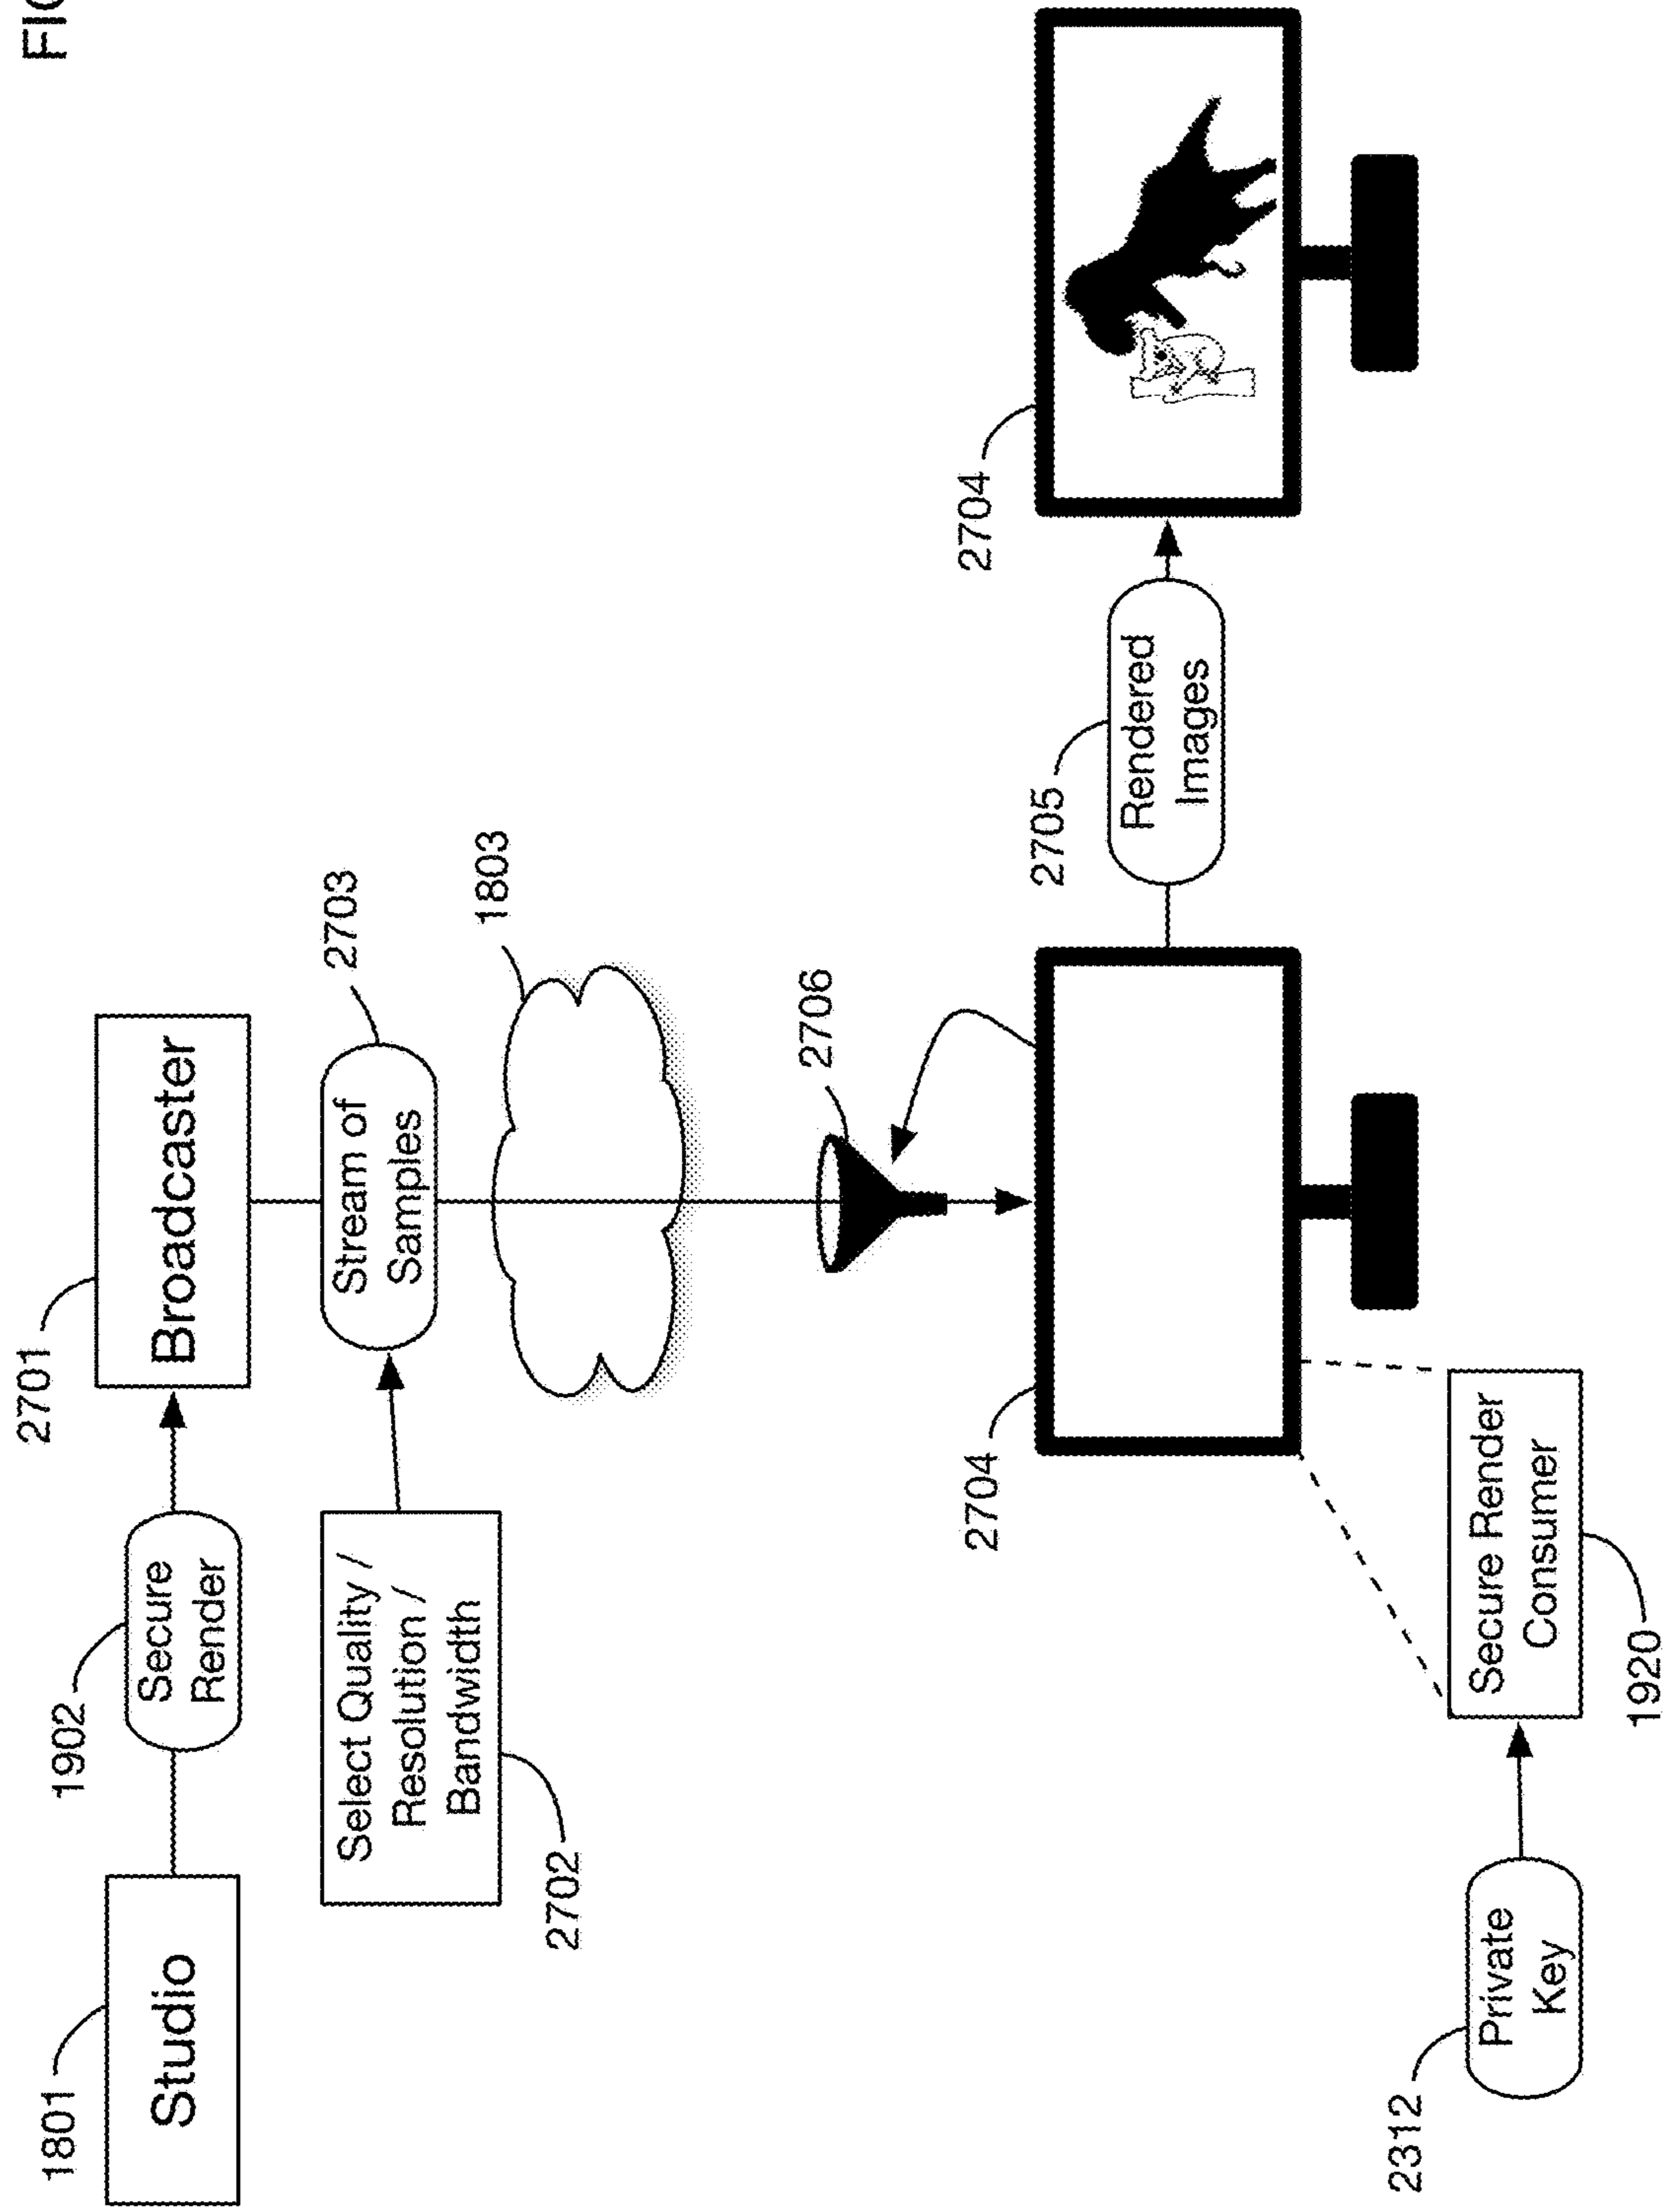 FIG
1801
Studio
1902
Secure
Render
2701
Broadcaster
2702
Select Quality /
Resolution /
Bandwidth
2703
Stream of
Samples
1803
2706
2704
2705
Rendered
Images
2704
2312
Private
Key
1920
Secure Render
Consumer